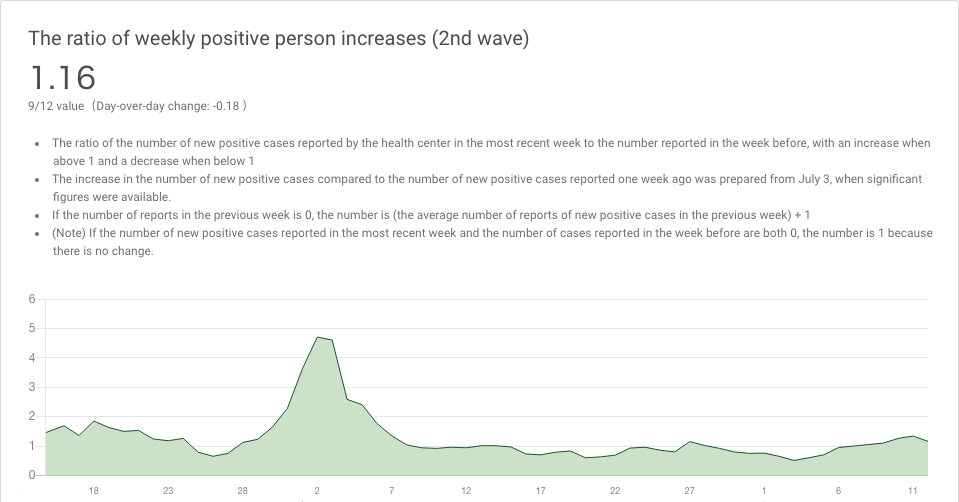 The ratio of weekly positive person increases (2nd wave)
1.16
9/12 value（Day-over-day change: -0.18 ）
• The ratio of the number of new positive cases reported by the health center in the most recent week to the number reported in the week before, with an increase when
above 1 and a decrease when below 1
• The increase in the number of new positive cases compared to the number of new positive cases reported one week ago was prepared from July 3, when significant
figures were available.
• If the number of reports in the previous week is 0, the number is (the average number of reports of new positive cases in the previous week) + 1
• (Note) If the number of new positive cases reported in the most recent week and the number of cases reported in the week before are both 0, the number is 1 because
there is no change.
6
5
4
3
2
1
0
18 23 28 2 7 12 17 22 27 1 6 11